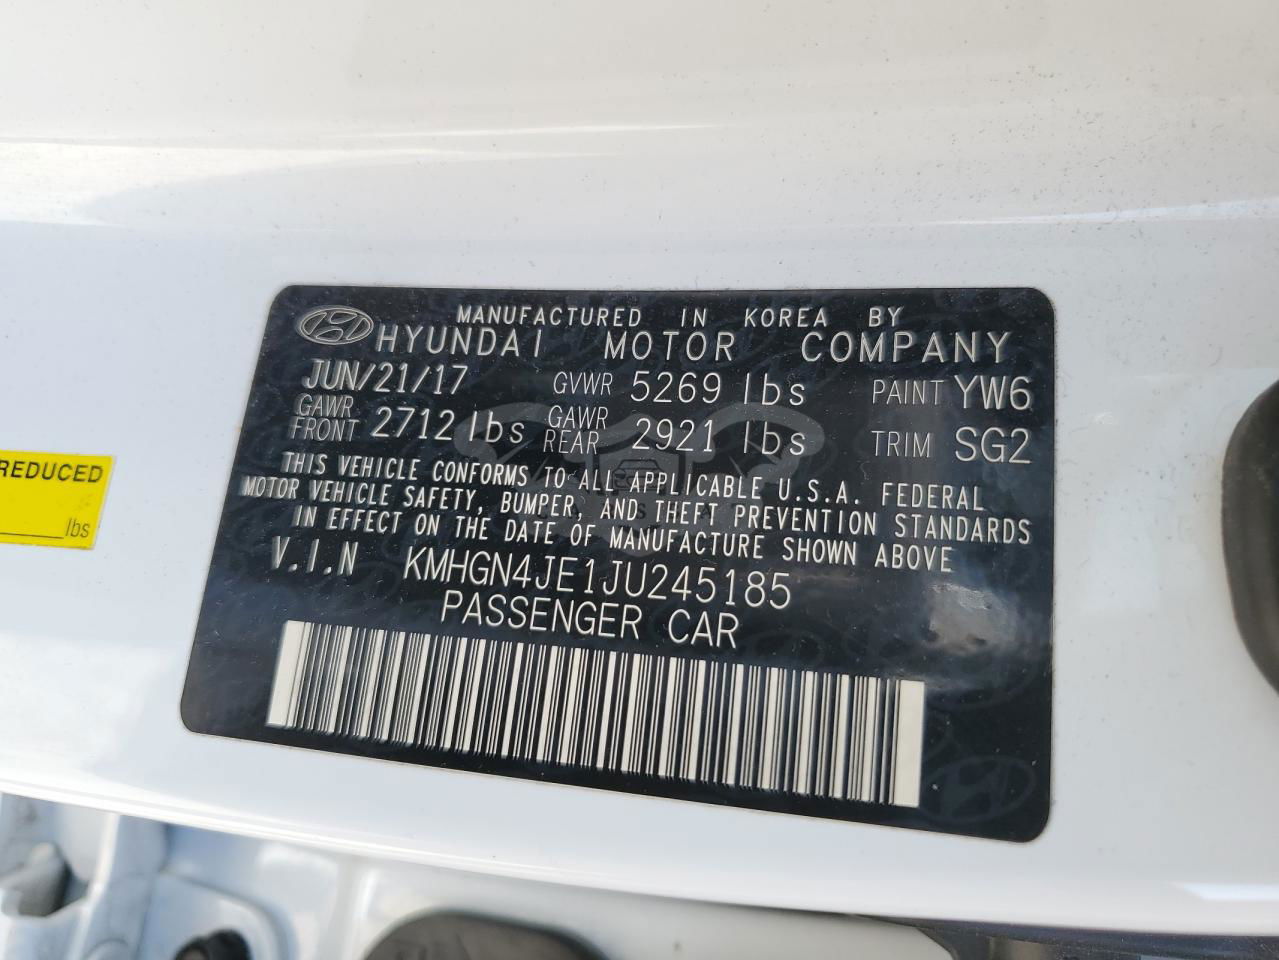 MANUFACTURED IN KOREA BY
HYUNDAI MOTOR COMPANY
JUN/21/17 GVWR 5269 lbs PAINT YW6
GAWR FRONT 2712 lbs GAWR REAR 2921 lbs TRIM SG2
THIS VEHICLE CONFORMS TO ALL APPLICABLE U.S.A. FEDERAL
MOTOR VEHICLE SAFETY, BUMPER, AND THEFT PREVENTION STANDARDS
IN EFFECT ON THE DATE OF MANUFACTURE SHOWN ABOVE
V.I.N KMHGN4JE1JU245185
PASSENGER CAR
REDUCED
lbs